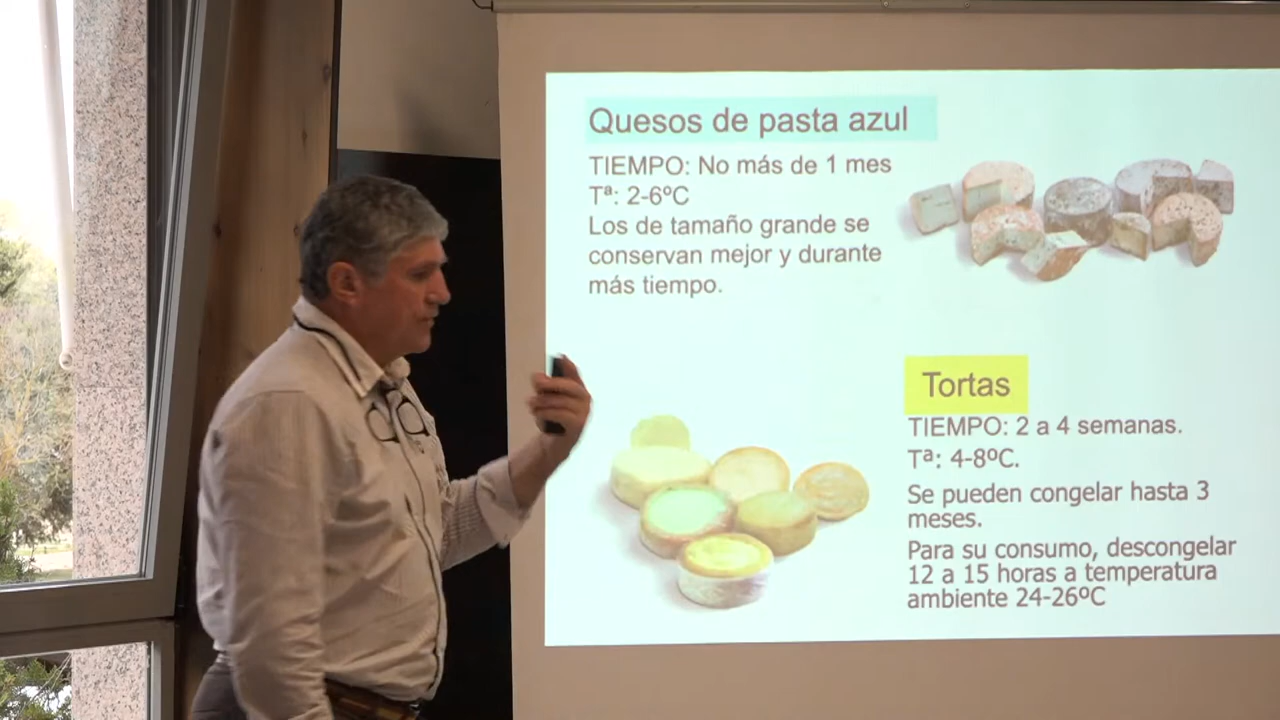 Quesos de pasta azul
TIEMPO: No más de 1 mes
Tª: 2-6ºC
Los de tamaño grande se
conservan mejor y durante
más tiempo.
Tortas
TIEMPO: 2 a 4 semanas.
Tª: 4-8ºC.
Se pueden congelar hasta 3
meses.
Para su consumo, descongelar
12 a 15 horas a temperatura
ambiente 24-26ºC